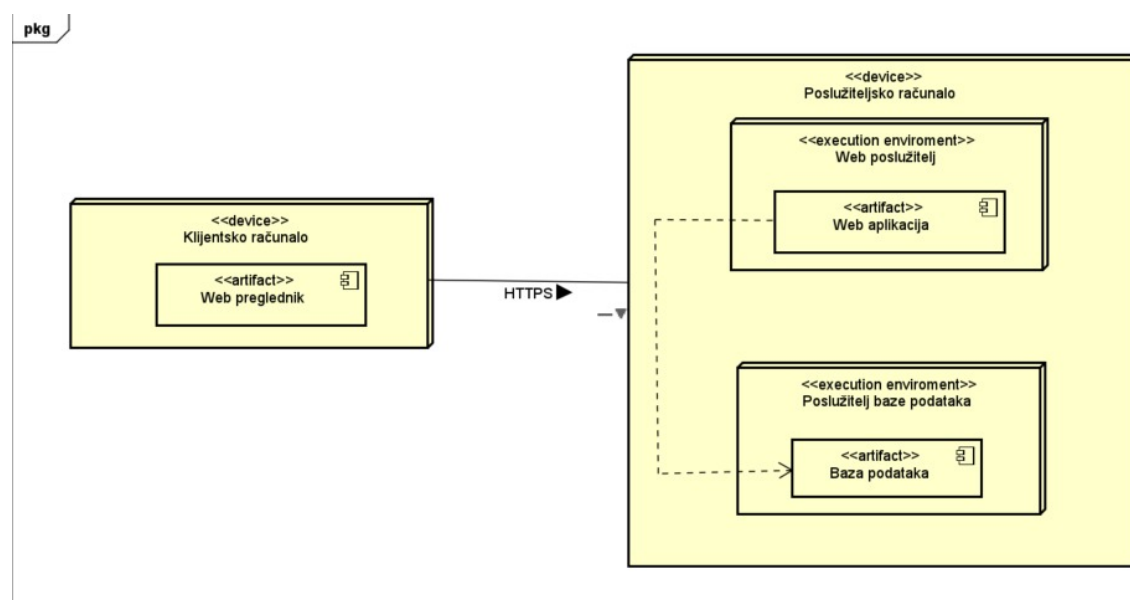 pkg
<<device>>
Klijentsko računalo
<<artifact>>
Web preglednik
HTTPS
<<device>>
Poslužiteljsko računalo
<<execution enviroment>>
Web poslužitelj
<<artifact>>
Web aplikacija
<<execution enviroment>>
Poslužitelj baze podataka
<<artifact>>
Baza podataka